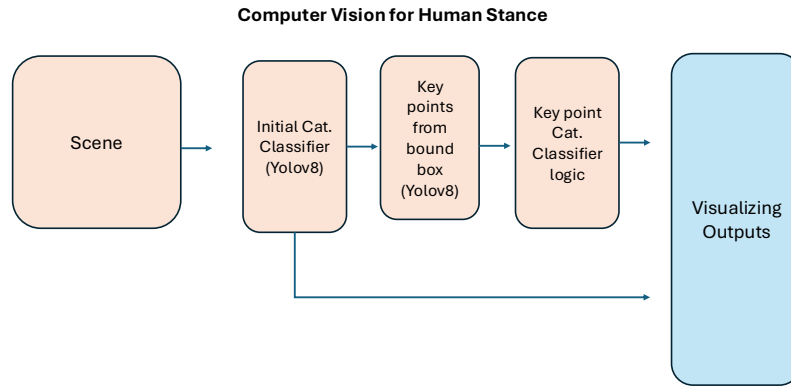 Computer Vision for Human Stance
Scene
Initial Cat.
Classifier
(Yolov8)
Key
points
from
bound
box
(Yolov8)
Key point
Cat.
Classifier
logic
Visualizing
Outputs